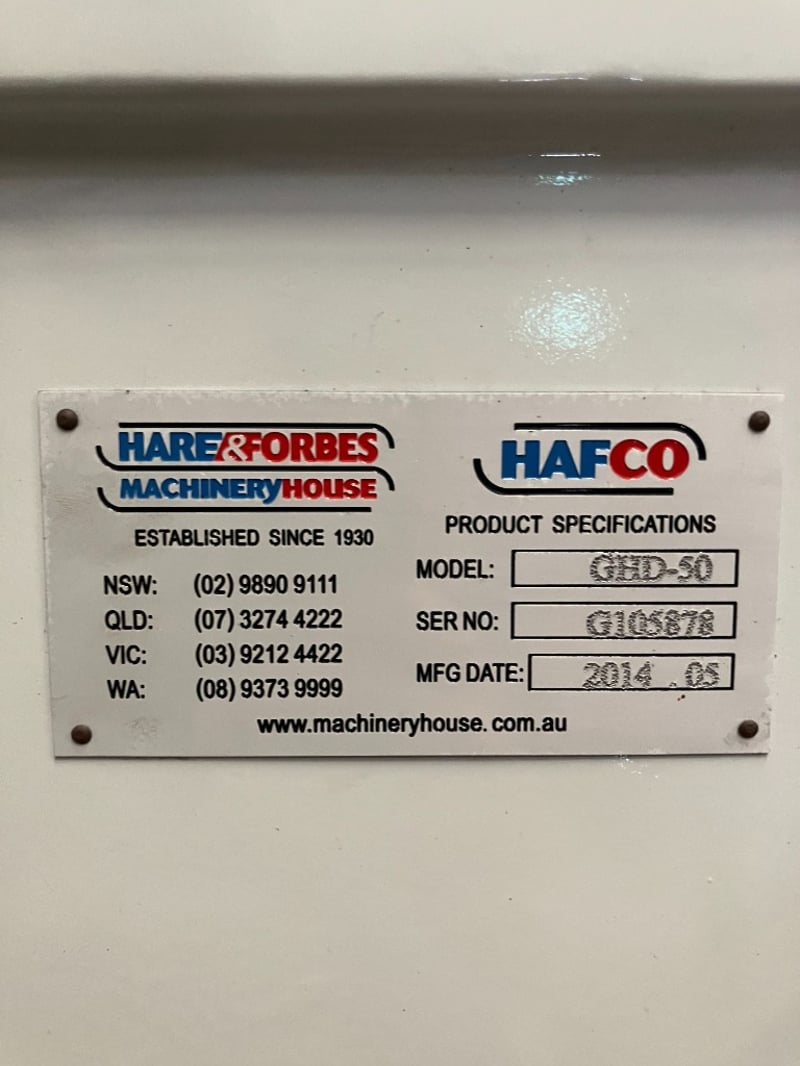 HARE&FORBES
MACHINERYHOUSE
ESTABLISHED SINCE 1930
NSW: (02) 9890 9111
QLD: (07) 3274 4222
VIC: (03) 9212 4422
WA: (08) 9373 9999
HAFCO
PRODUCT SPECIFICATIONS
MODEL: GHD-50
SER NO: G105878
MFG DATE: 2014 .05
www.machineryhouse.com.au